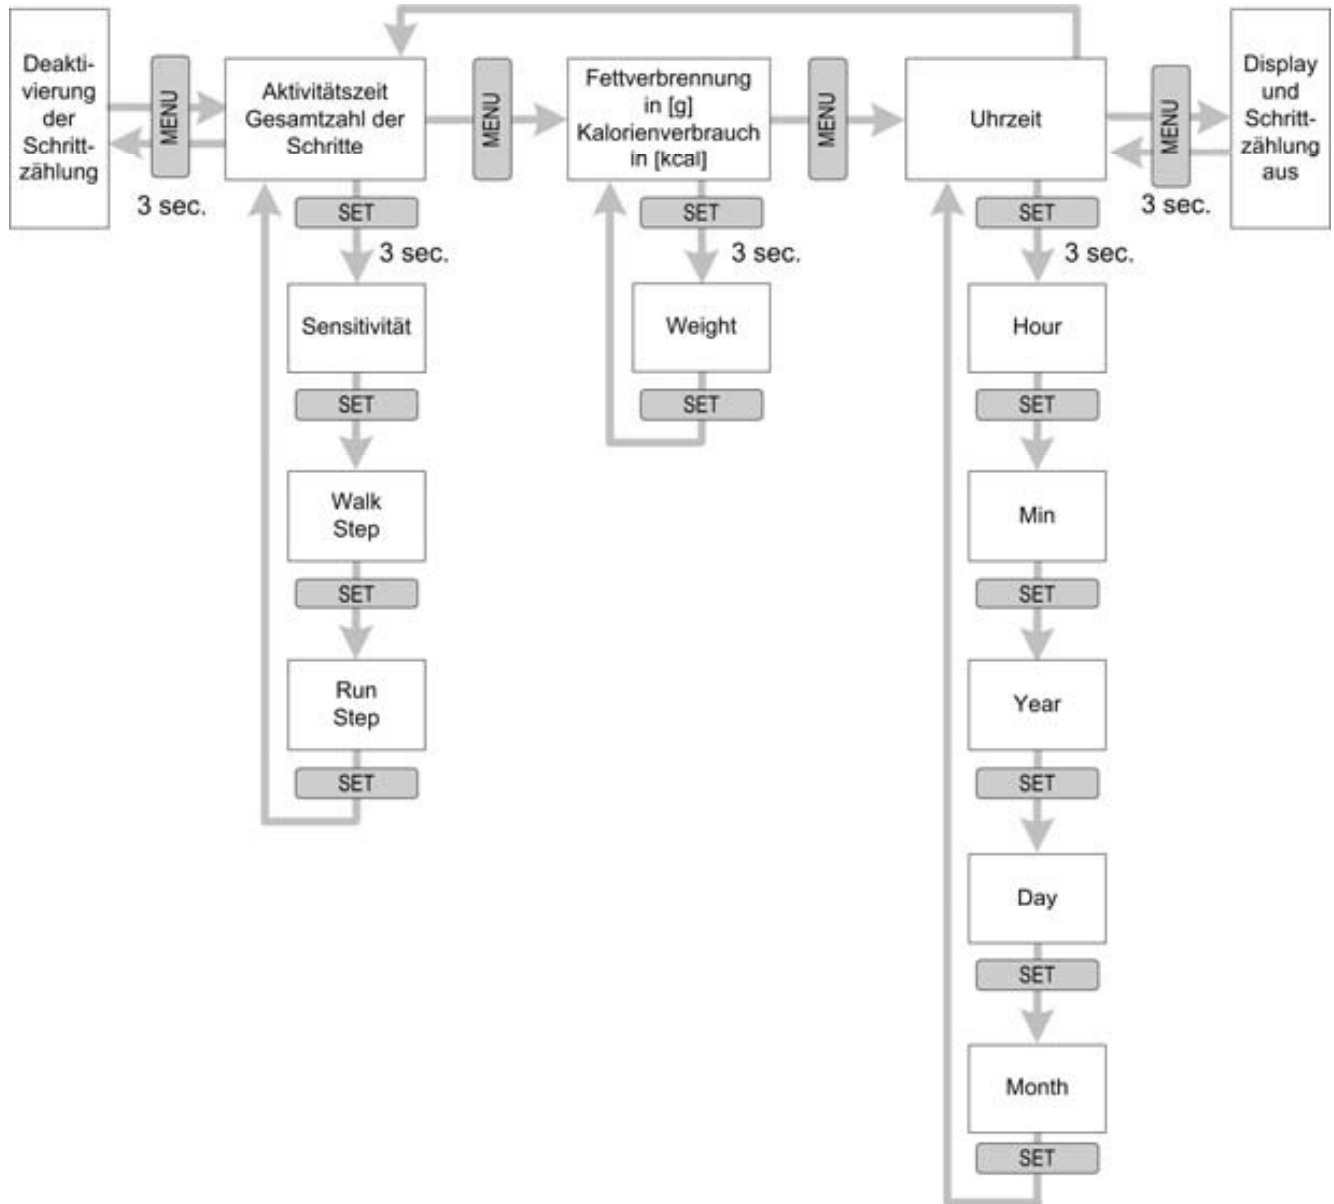 Deakti-
vierung
der
Schritt-
zählung
MENU
3 sec.
Aktivitätszeit
Gesamtzahl der
Schritte
MENU
Fettverbrennung
in [g]
Kalorienverbrauch
in [kcal]
MENU
Uhrzeit
MENU
3 sec.
Display
und
Schritt-
zählung
aus
SET
3 sec.
Sensitivität
SET
Walk
Step
SET
Run
Step
SET
SET
3 sec.
Weight
SET
SET
3 sec.
Hour
SET
Min
SET
Year
SET
Day
SET
Month
SET